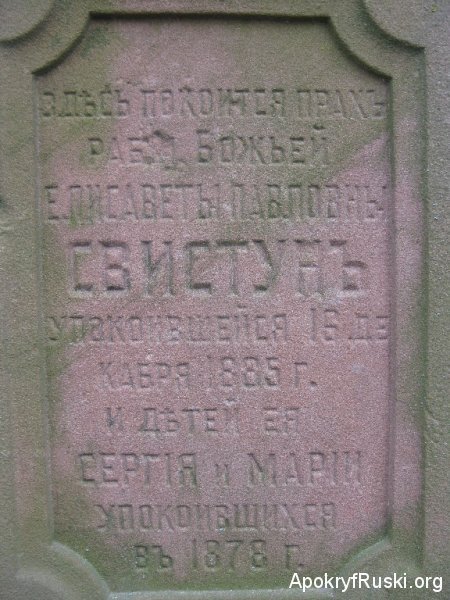 ЗДѢСЬ ПОКОИТСЯ ПРАХЪ
РАБЫ БОЖЬЕЙ
ЕЛИСАВЕТЫ ПАВЛОВНЫ
СВИСТУНЪ
УПОКОИВШЕЙСЯ 16 ДЕ
КАБРЯ 1885 Г.
И ДѢТЕЙ ЕЯ
СЕРГІЯ И МАРІИ
УПОКОИВШИХСЯ
ВЪ 1878 Г.
ApokryfRuski.org